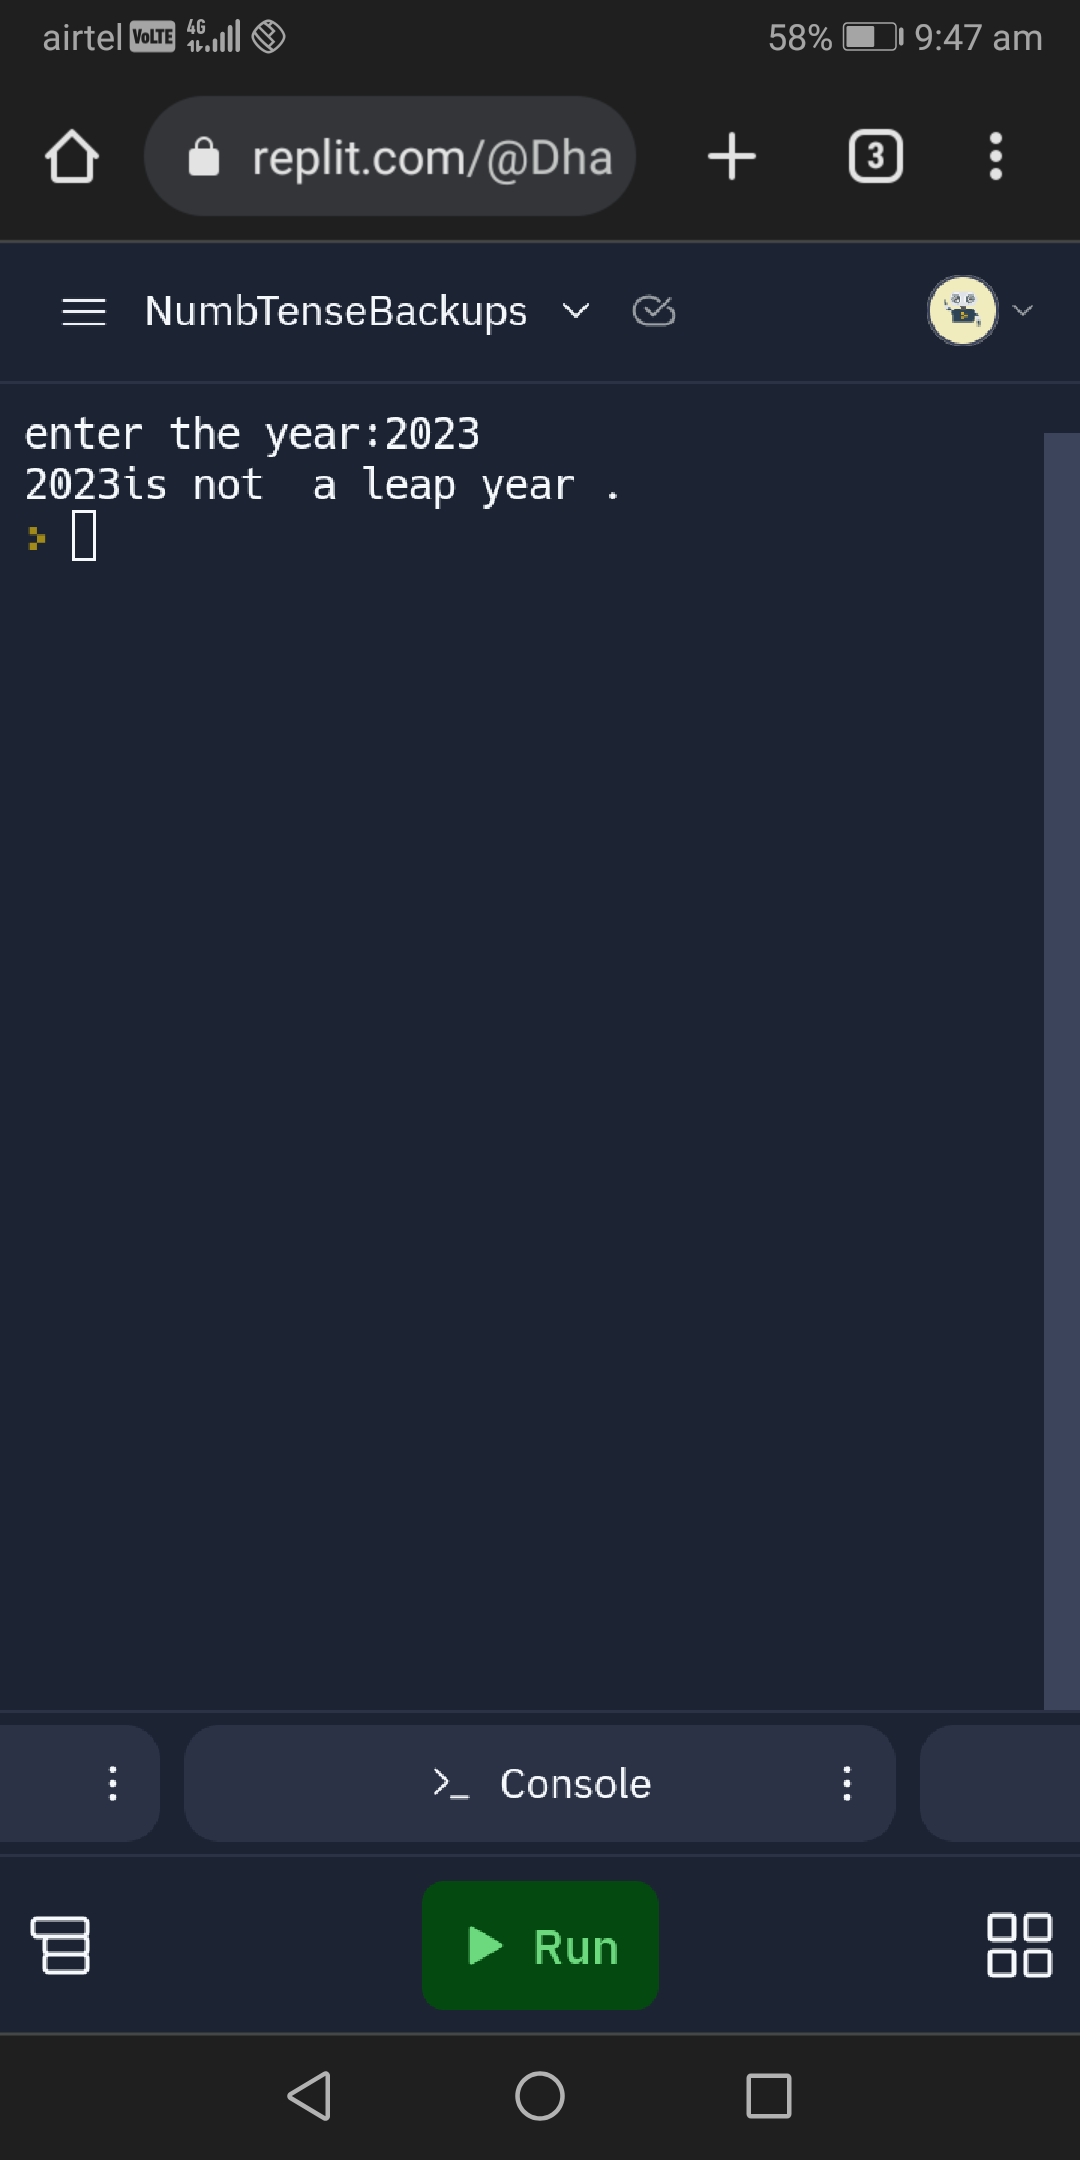 airtel VoLTE 4G 58% 9:47 am
replit.com/@Dha 3
NumbTenseBackups
enter the year:2023
2023is not  a leap year .
>_ Console
Run